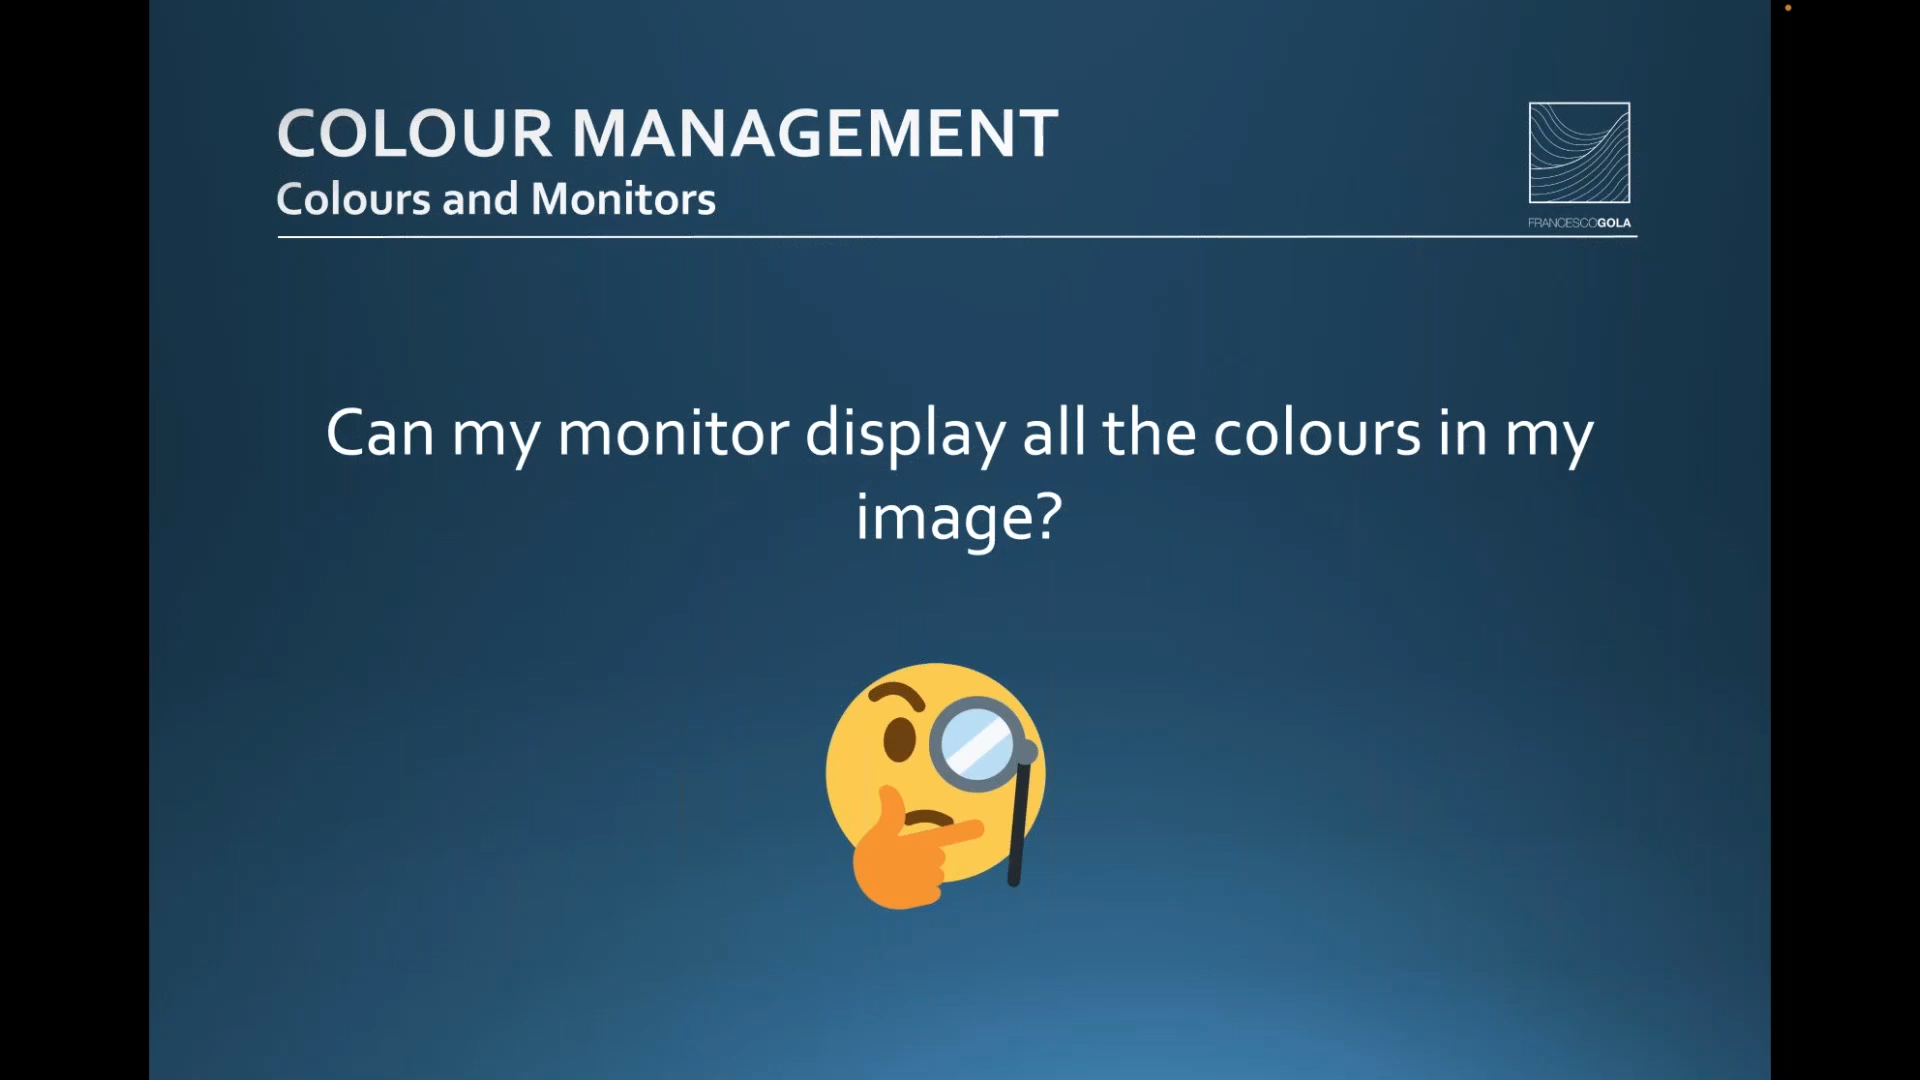 COLOUR MANAGEMENT
Colours and Monitors
FRANCESCOGOLA
Can my monitor display all the colours in my
image?